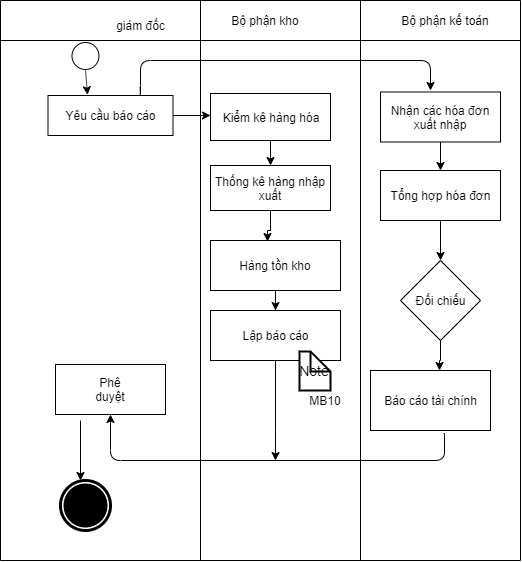 giám đốc
Bộ phận kho
Bộ phận kế toán
Yêu cầu báo cáo
Kiểm kê hàng hóa
Nhận các hóa đơn
xuất nhập
Thống kê hàng nhập
xuất
Tổng hợp hóa đơn
Hàng tồn kho
Đối chiếu
Lập báo cáo
Note
MB10
Phê
duyệt
Báo cáo tài chính